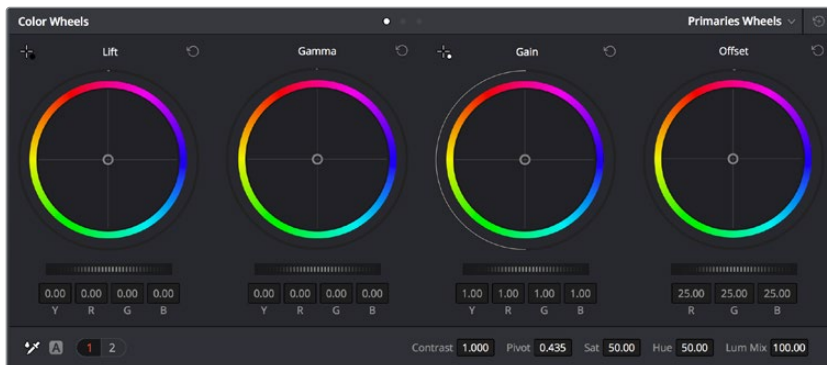 Color Wheels Primaries Wheels
Lift Gamma Gain Offset
0.00 0.00 0.00 0.00 0.00 0.00 0.00 0.00 1.00 1.00 1.00 1.00 25.00 25.00 25.00
Y R G B Y R G B Y R G B R G B
A 1 2 Contrast 1.000 Pivot 0.435 Sat 50.00 Hue 50.00 Lum Mix 100.00